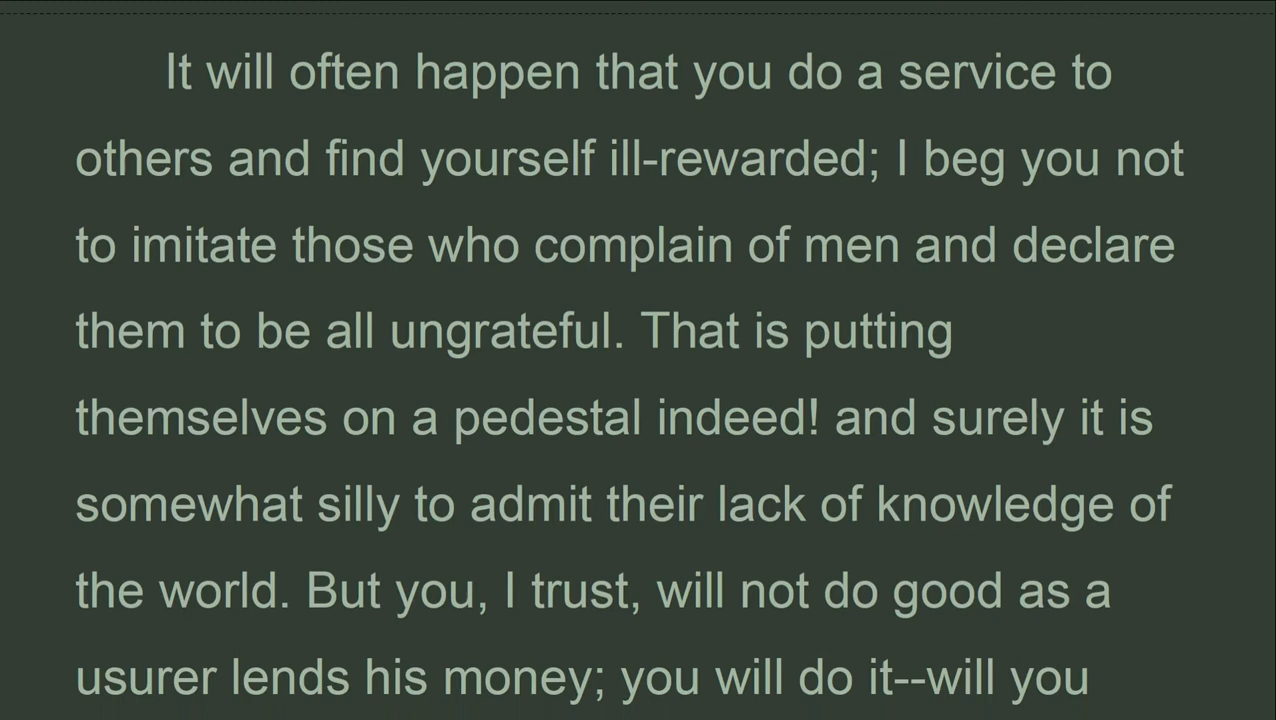 It will often happen that you do a service to
others and find yourself ill-rewarded; I beg you not
to imitate those who complain of men and declare
them to be all ungrateful. That is putting
themselves on a pedestal indeed! and surely it is
somewhat silly to admit their lack of knowledge of
the world. But you, I trust, will not do good as a
usurer lends his money; you will do it--will you